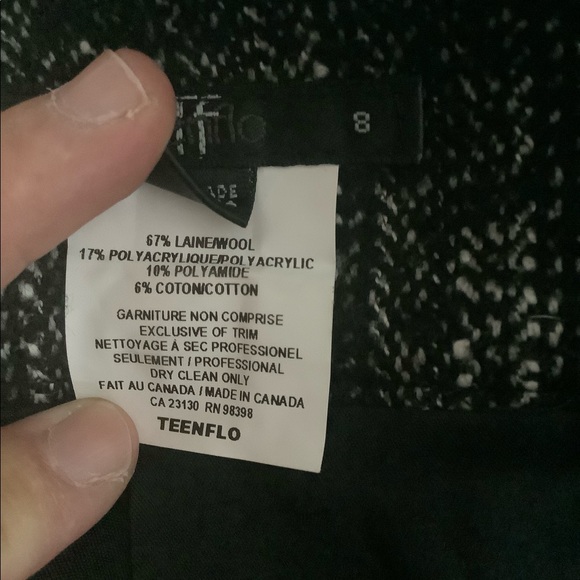 8
67% LAINE/WOOL
17% POLYACRYLIQUE/POLYACRYLIC
10% POLYAMIDE
6% COTON/COTTON
GARNITURE NON COMPRISE
EXCLUSIVE OF TRIM
NETTOYAGE À SEC PROFESSIONEL
SEULEMENT / PROFESSIONAL
DRY CLEAN ONLY
FAIT AU CANADA / MADE IN CANADA
CA 23130 RN 98398
TEENFLO